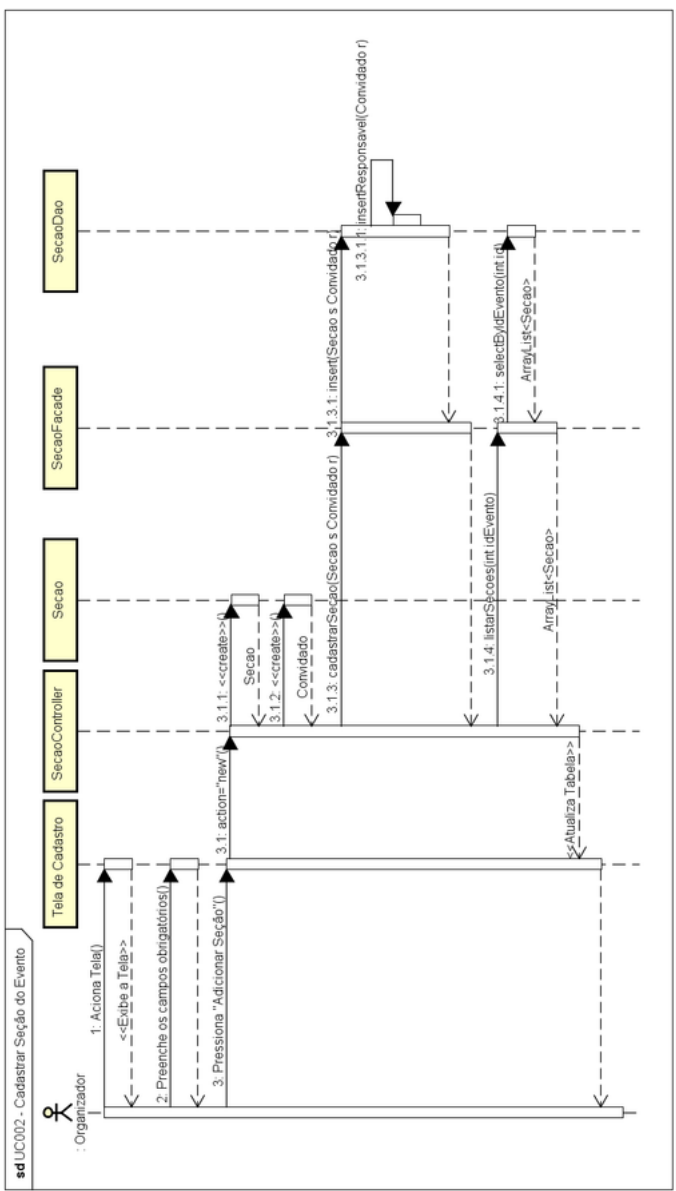 sd UC002 - Cadastrar Seção do Evento
: Organizador
Tela de Cadastro
SecaoController
Secao
SecaoFacade
SecaoDao
1: Aciona Tela()
<<Exibe a Tela>>
2: Preenche os campos obrigatórios()
3: Pressiona "Adicionar Seção"()
3.1: action="new"()
3.1.1: <<create>>()
Secao
3.1.2: <<create>>()
Convidado
3.1.3: cadastrarSecao(Secao s Convidado r)
3.1.3.1: insert(Secao s Convidado r)
3.1.3.1.1: insertResponsavel(Convidado r)
3.1.4: listarSecoes(int idEvento)
3.1.4.1: selectByIdEvento(int id)
ArrayList<Secao>
ArrayList<Secao>
<<Atualiza Tabela>>